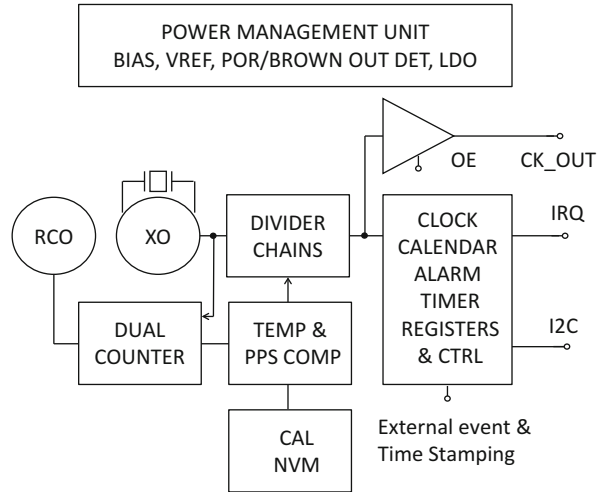 POWER MANAGEMENT UNIT
BIAS, VREF, POR/BROWN OUT DET, LDO
OE
CK_OUT
RCO
XO
DIVIDER
CHAINS
CLOCK
CALENDAR
ALARM
TIMER
REGISTERS
& CTRL
IRQ
I2C
DUAL
COUNTER
TEMP &
PPS COMP
CAL
NVM
External event &
Time Stamping